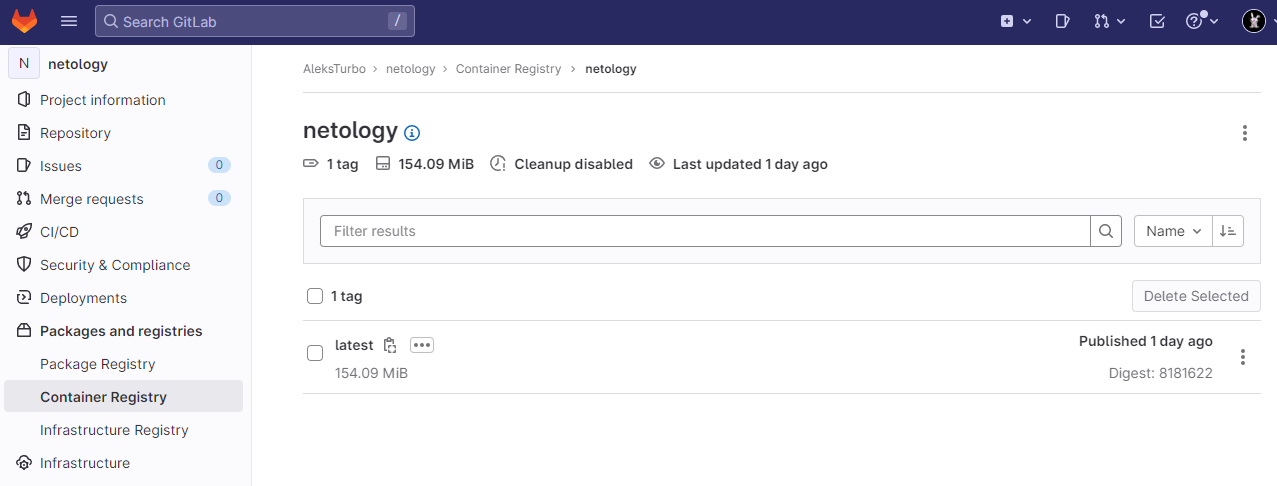 Search GitLab /
N netology
Project information
Repository
Issues 0
Merge requests 0
CI/CD
Security & Compliance
Deployments
Packages and registries
Package Registry
Container Registry
Infrastructure Registry
Infrastructure
AleksTurbo › netology › Container Registry › netology
netology
1 tag 154.09 MiB Cleanup disabled Last updated 1 day ago
Filter results Name
1 tag Delete Selected
latest Published 1 day ago
154.09 MiB Digest: 8181622